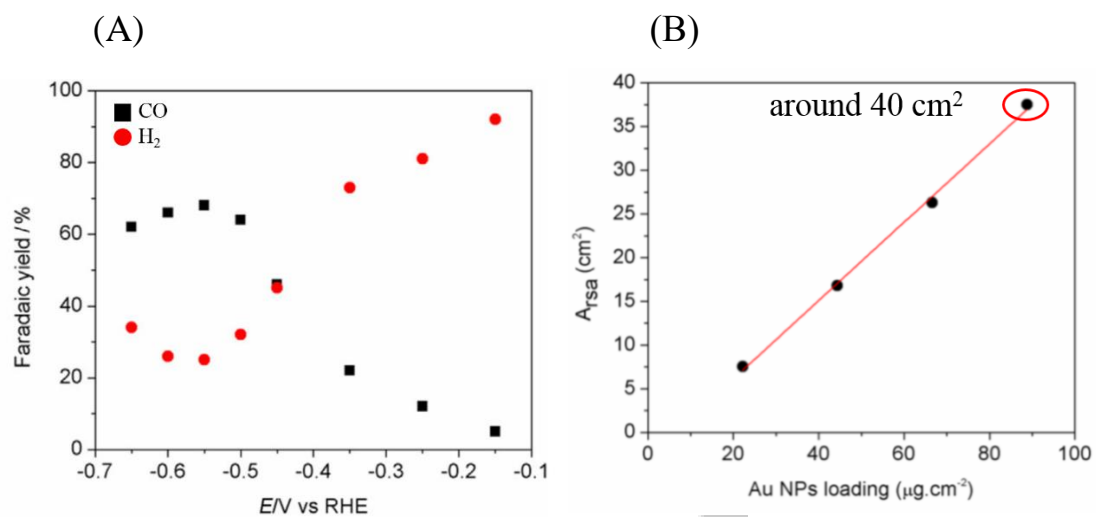 (A)
(B)
100
80
60
40
20
0
CO
H₂
Faradaic yield /%
-0.7 -0.6 -0.5 -0.4 -0.3 -0.2 -0.1
E/V vs RHE
around 40 cm²
40
35
30
25
20
15
10
5
0
Arsa (cm²)
0 20 40 60 80 100
Au NPs loading (μg.cm⁻²)